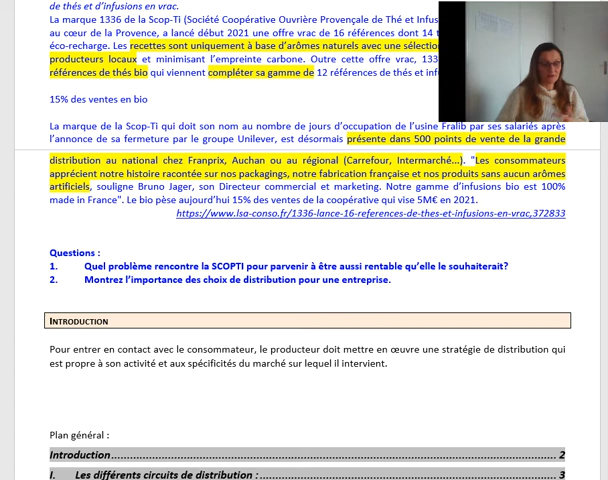 de thés et d'infusions en vrac.
La marque 1336 de la Scop-Ti (Société Coopérative Ouvrière Provençale de Thé et Infus
au cœur de la Provence, a lancé début 2021 une offre vrac de 16 références dont 14 t
éco-recharge. Les recettes sont uniquement à base d'arômes naturels avec une sélection
producteurs locaux et minimisant l'empreinte carbone. Outre cette offre vrac, 133
références de thés bio qui viennent compléter sa gamme de 12 références de thés et inf
15% des ventes en bio
La marque de la Scop-Ti qui doit son nom au nombre de jours d'occupation de l'usine Fralib par ses salariés après
l'annonce de sa fermeture par le groupe Unilever, est désormais présente dans 500 points de vente de la grande
distribution au national chez Franprix, Auchan ou au régional (Carrefour, Intermarché...). "Les consommateurs
apprécient notre histoire racontée sur nos packagings, notre fabrication française et nos produits sans aucun arômes
artificiels, souligne Bruno Jager, son Directeur commercial et marketing. Notre gamme d'infusions bio est 100%
made in France". Le bio pèse aujourd'hui 15% des ventes de la coopérative qui vise 5M€ en 2021.
https://www.lsa-conso.fr/1336-lance-16-references-de-thes-et-infusions-en-vrac,372833
Questions :
1. Quel problème rencontre la SCOPTI pour parvenir à être aussi rentable qu'elle le souhaiterait?
2. Montrez l'importance des choix de distribution pour une entreprise.
INTRODUCTION
Pour entrer en contact avec le consommateur, le producteur doit mettre en œuvre une stratégie de distribution qui
est propre à son activité et aux spécificités du marché sur lequel il intervient.
Plan général :
Introduction 2
I. Les différents circuits de distribution : 3